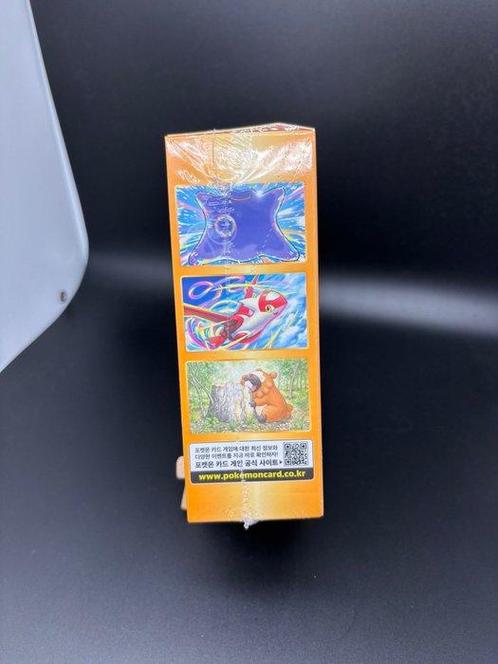 포켓몬 카드 게임에 대한 최신 정보와
다양한 이벤트를 지금 바로 확인하자!
포켓몬 카드 게임 공식 사이트▶
www.pokemoncard.co.kr